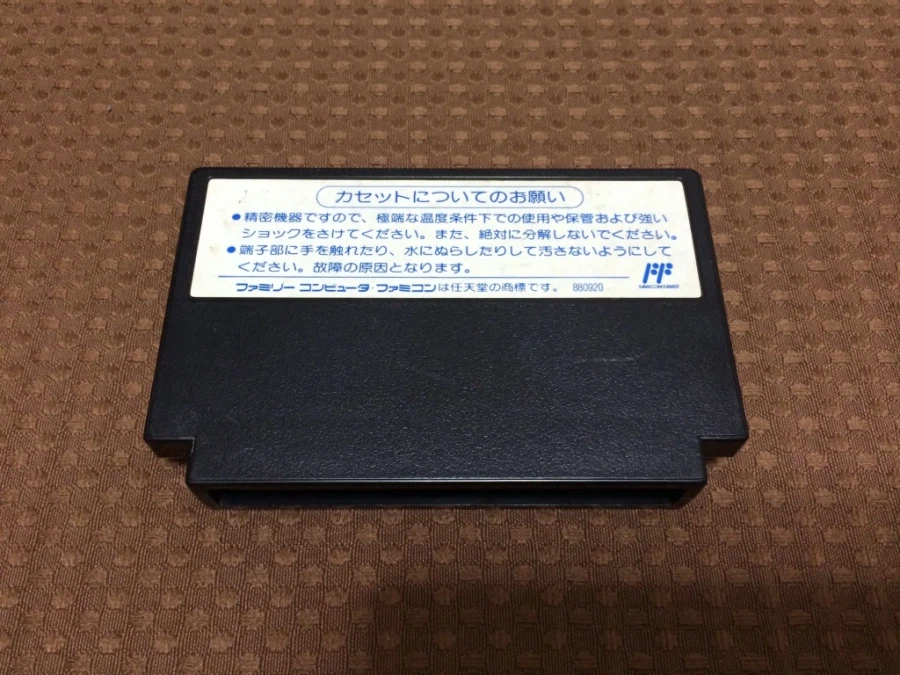 カセットについてのお願い
●精密機器ですので、極端な温度条件下での使用や保管および強い
ショックをさけてください。また、絶対に分解しないでください。
●端子部に手を触れたり、水にぬらしたりして汚さないようにして
ください。故障の原因となります。
FF
FAMICOM FAMILY
ファミリー コンピュータ・ファミコンは任天堂の商標です。 880920